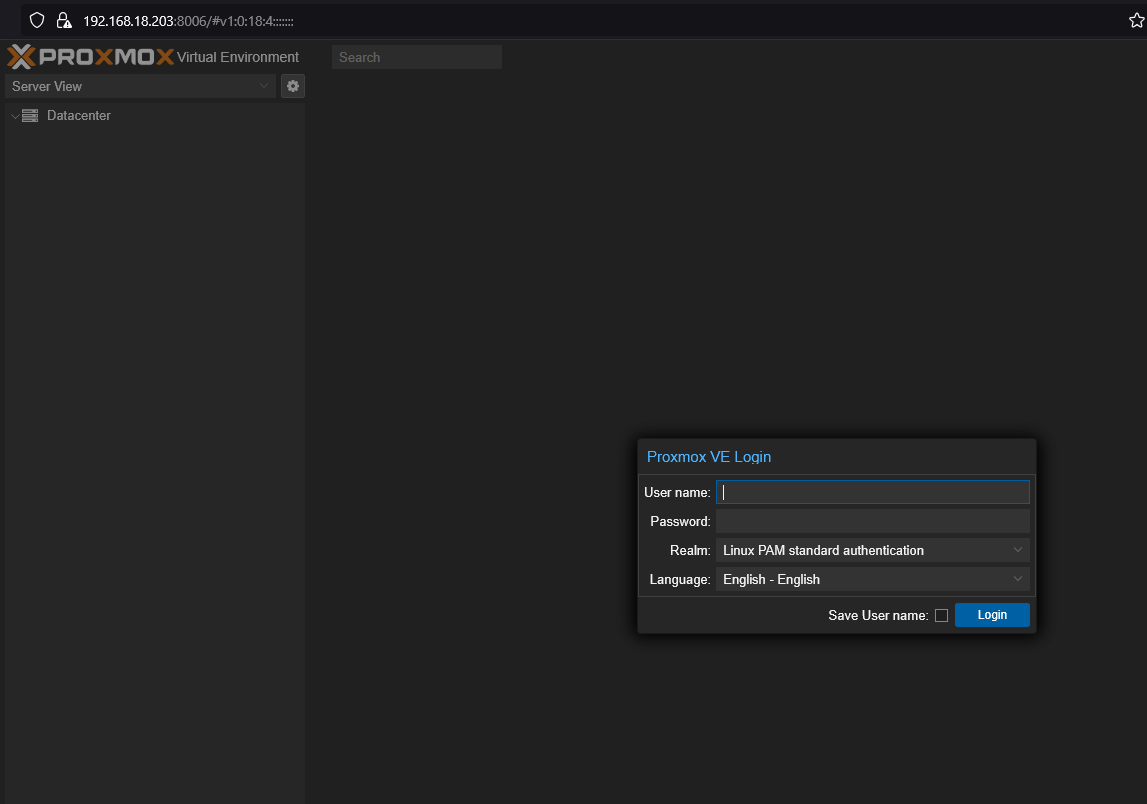 192.168.18.203:8006/#v1:0:18:4:::::::
PROXMOX Virtual Environment
Search
Server View
Datacenter
Proxmox VE Login
User name:
Password:
Realm: Linux PAM standard authentication
Language: English - English
Save User name:
Login